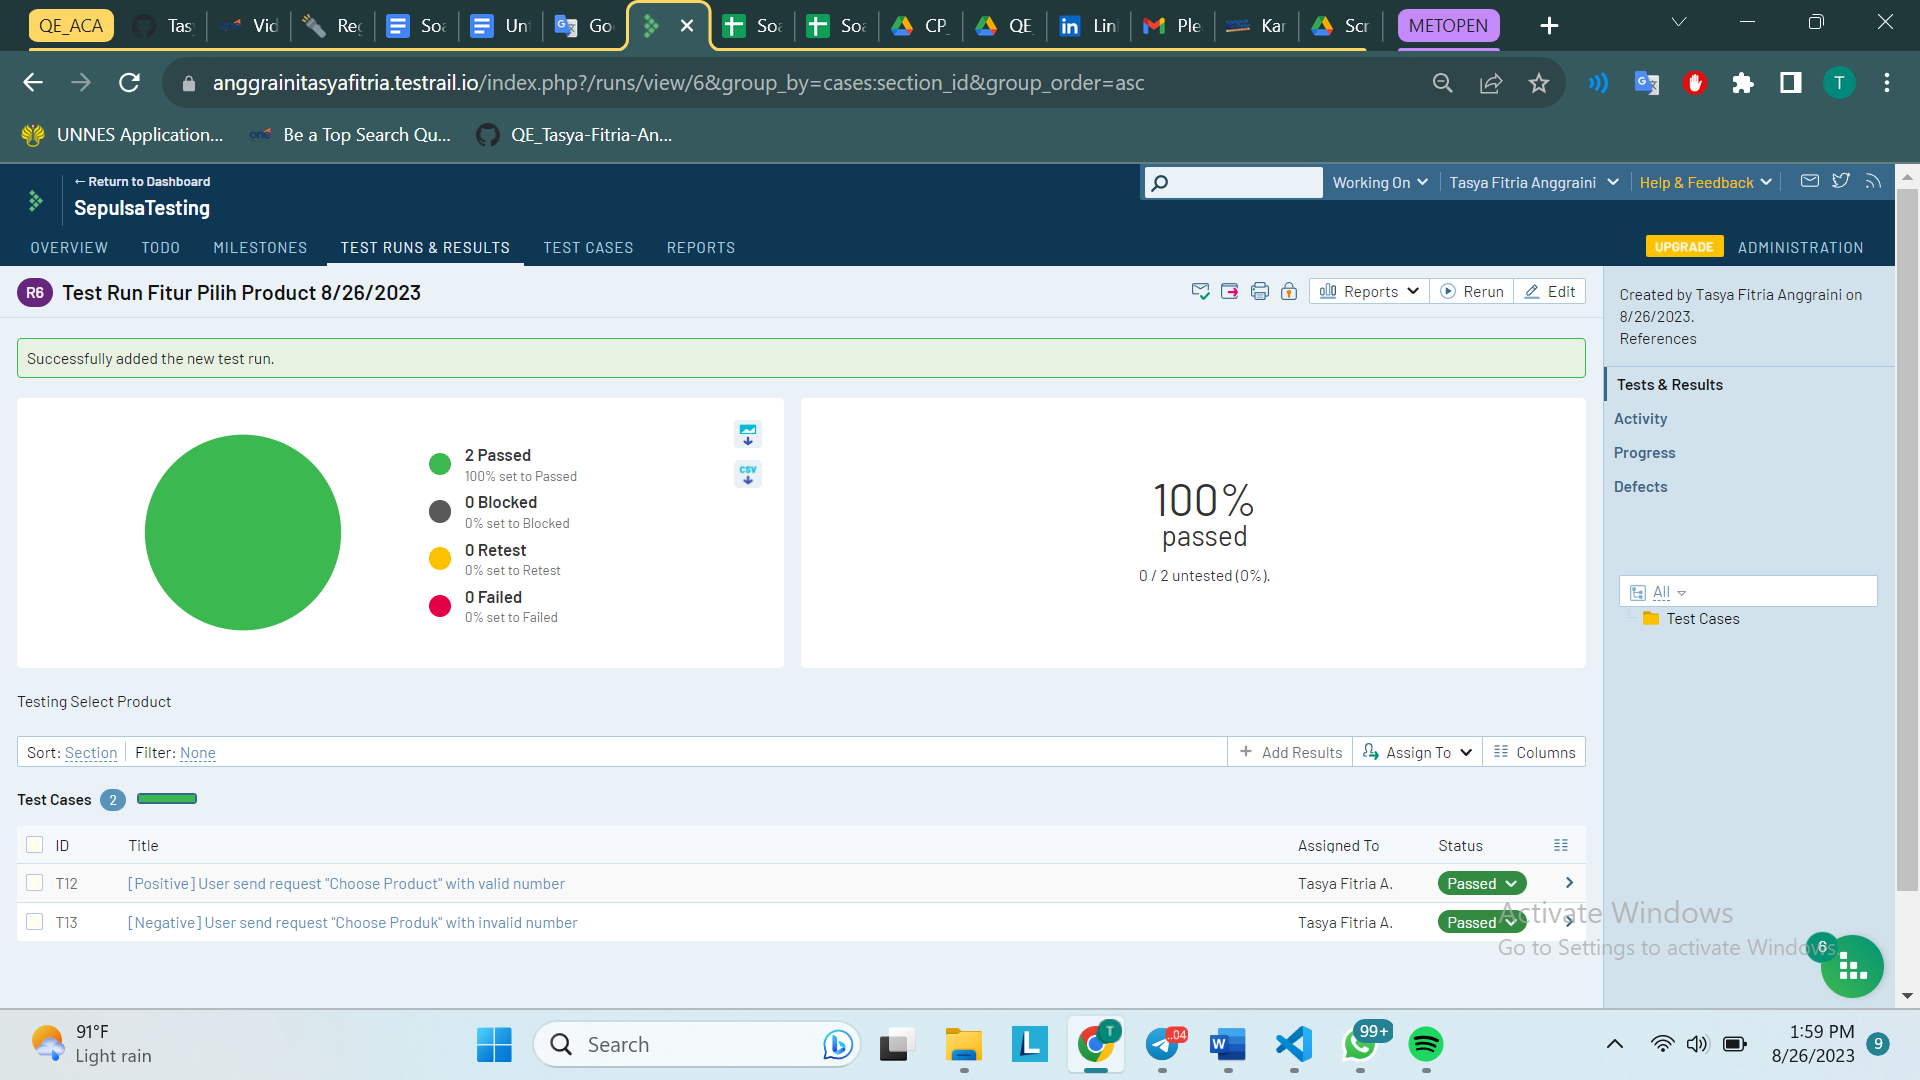 QE_ACA
Tas
Vid
Reg
Soa
Unt
Goo
Soa
Soa
CP_
QE_
Link
Ple
Kar
Scr
METOPEN
anggrainitasyafitria.testrail.io/index.php?/runs/view/6&group_by=cases:section_id&group_order=asc
T
UNNES Application...
one
Be a Top Search Qu...
QE_Tasya-Fitria-An...
← Return to Dashboard
SepulsaTesting
Working On
Tasya Fitria Anggraini
Help & Feedback
OVERVIEW
TODO
MILESTONES
TEST RUNS & RESULTS
TEST CASES
REPORTS
UPGRADE
ADMINISTRATION
R6
Test Run Fitur Pilih Product 8/26/2023
Reports
Rerun
Edit
Created by Tasya Fitria Anggraini on
8/26/2023.
References
Successfully added the new test run.
Tests & Results
Activity
Progress
Defects
2 Passed
100% set to Passed
0 Blocked
0% set to Blocked
0 Retest
0% set to Retest
0 Failed
0% set to Failed
CSV
100%
passed
0 / 2 untested (0%).
All
Test Cases
Testing Select Product
Sort: Section
Filter: None
Add Results
Assign To
Columns
Test Cases 2
ID
Title
Assigned To
Status
T12
[Positive] User send request "Choose Product" with valid number
Tasya Fitria A.
Passed
T13
[Negative] User send request "Choose Produk" with invalid number
Tasya Fitria A.
Passed
Activate Windows
Go to Settings to activate Windows.
6
91°F
Light rain
Search
L
T
..04
W
99+
1:59 PM
8/26/2023
9